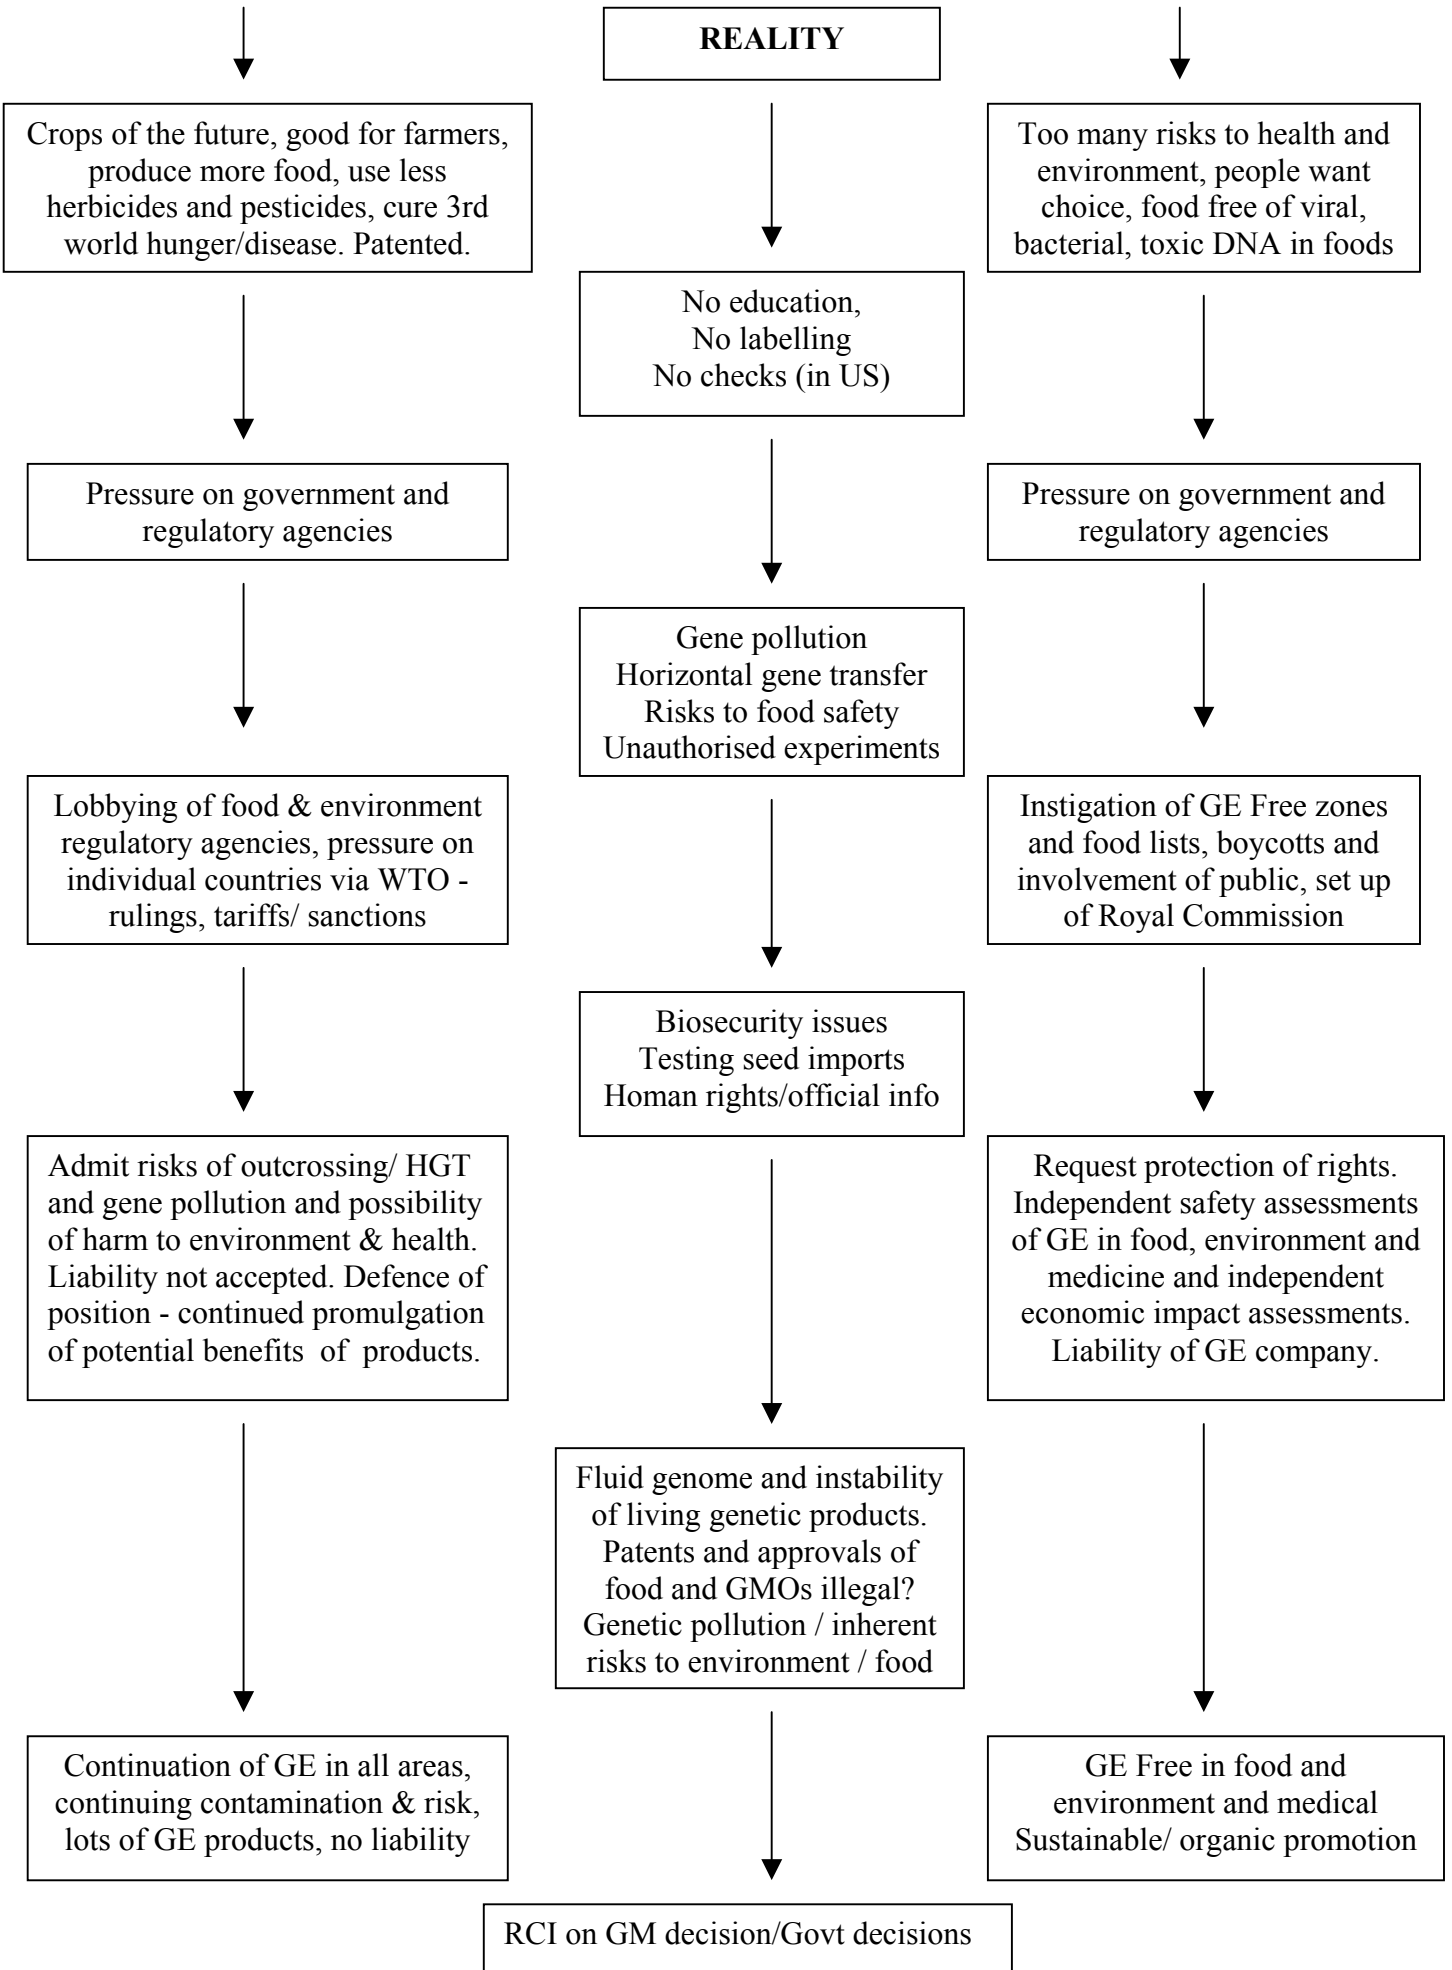 REALITY
Crops of the future, good for farmers,
produce more food, use less
herbicides and pesticides, cure 3rd
world hunger/disease. Patented.
Too many risks to health and
environment, people want
choice, food free of viral,
bacterial, toxic DNA in foods
No education,
No labelling
No checks (in US)
Pressure on government and
regulatory agencies
Pressure on government and
regulatory agencies
Gene pollution
Horizontal gene transfer
Risks to food safety
Unauthorised experiments
Lobbying of food & environment
regulatory agencies, pressure on
individual countries via WTO -
rulings, tariffs/ sanctions
Instigation of GE Free zones
and food lists, boycotts and
involvement of public, set up
of Royal Commission
Biosecurity issues
Testing seed imports
Homan rights/official info
Admit risks of outcrossing/ HGT
and gene pollution and possibility
of harm to environment & health.
Liability not accepted. Defence of
position - continued promulgation
of potential benefits of products.
Request protection of rights.
Independent safety assessments
of GE in food, environment and
medicine and independent
economic impact assessments.
Liability of GE company.
Fluid genome and instability
of living genetic products.
Patents and approvals of
food and GMOs illegal?
Genetic pollution / inherent
risks to environment / food
Continuation of GE in all areas,
continuing contamination & risk,
lots of GE products, no liability
GE Free in food and
environment and medical
Sustainable/ organic promotion
RCI on GM decision/Govt decisions